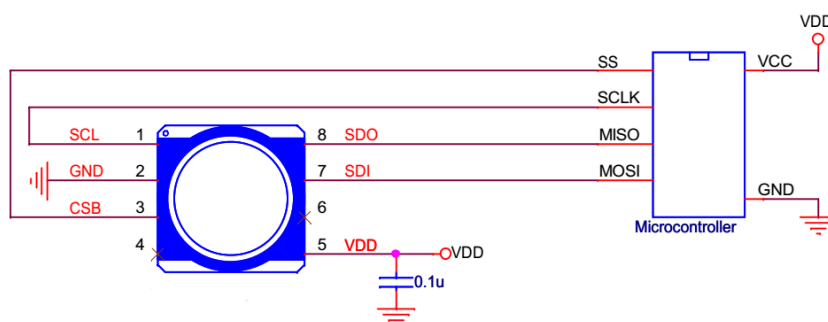 VDD
SS VCC
SCLK
SCL 1 8 SDO MISO
GND 2 7 SDI MOSI
CSB 3 6 GND
Microcontroller
4 5 VDD VDD
0.1u